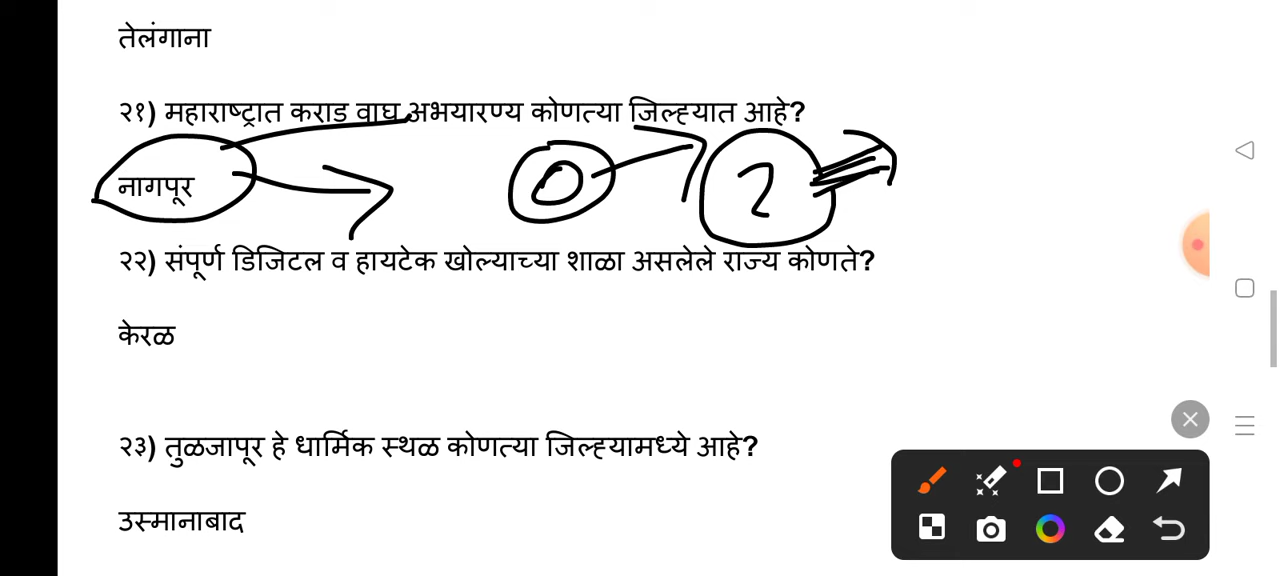 तेलंगाना
२१) महाराष्ट्रात कराड वाघ अभयारण्य कोणत्या जिल्ह्यात आहे?
नागपूर
0 2
२२) संपूर्ण डिजिटल व हायटेक खोल्याच्या शाळा असलेले राज्य कोणते?
केरळ
२३) तुळजापूर हे धार्मिक स्थळ कोणत्या जिल्ह्यामध्ये आहे?
उस्मानाबाद